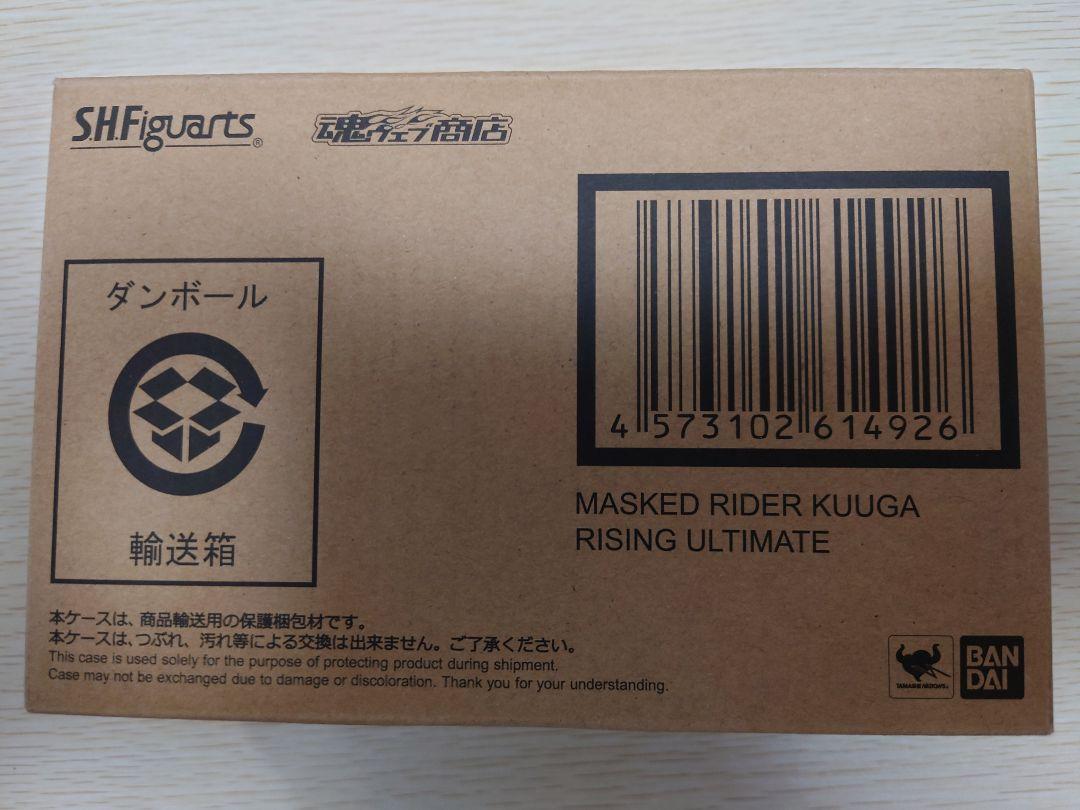 S.H.Figuarts®
魂ウェブ商店
ダンボール
輸送箱
4 573102 614926
MASKED RIDER KUUGA
RISING ULTIMATE
本ケースは、商品輸送用の保護梱包材です。
本ケースは、つぶれ、汚れ等による交換は出来ません。ご了承ください。
This case is used solely for the purpose of protecting product during shipment.
Case may not be exchanged due to damage or discoloration. Thank you for your understanding.
TAMASHII NATIONS
BAN
DAI